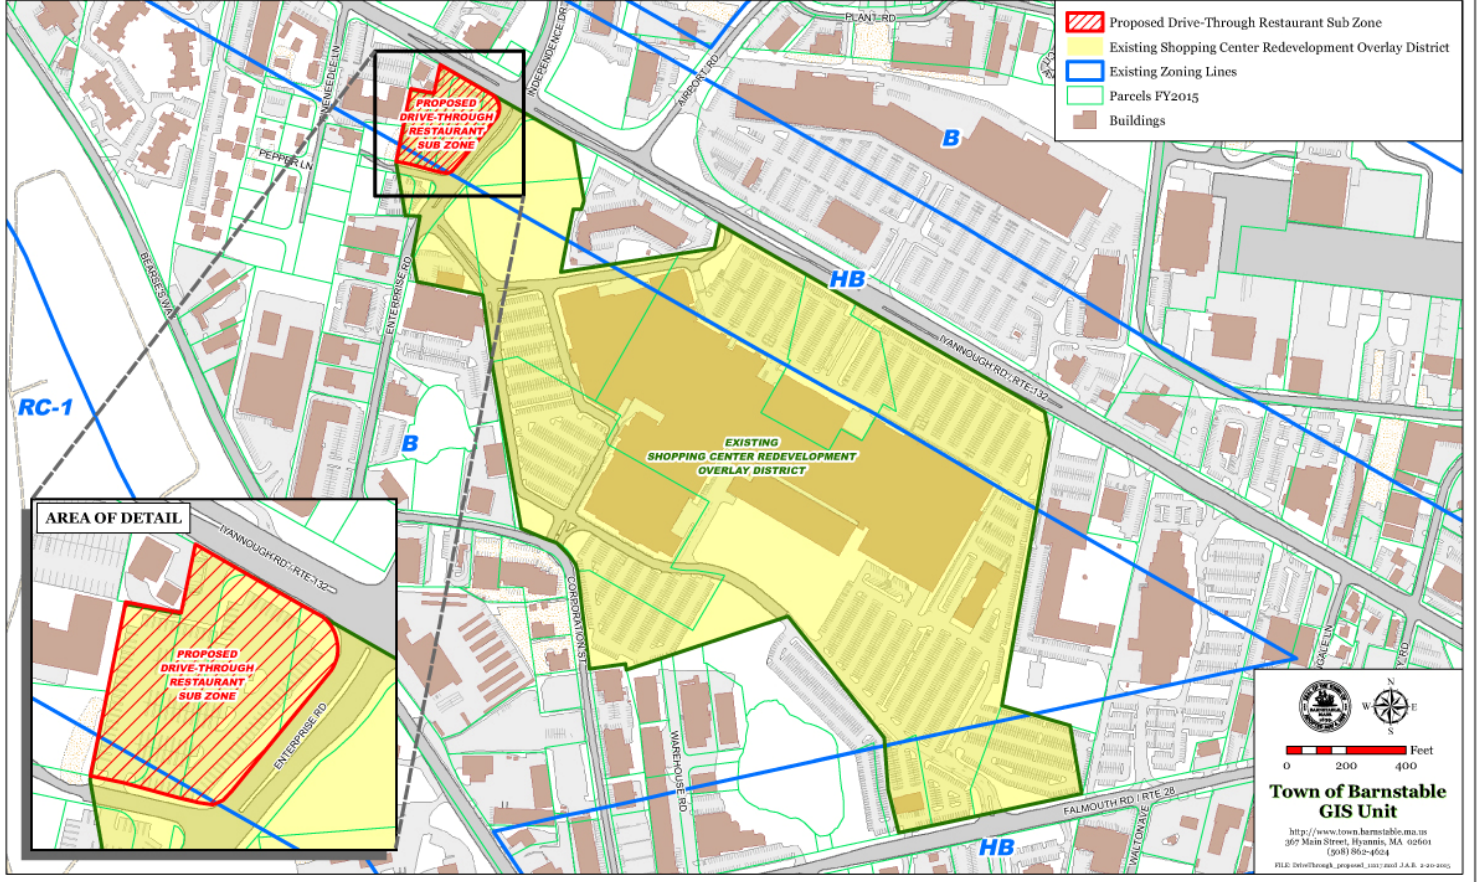 Proposed Drive-Through Restaurant Sub Zone
Existing Shopping Center Redevelopment Overlay District
Existing Zoning Lines
Parcels FY2015
Buildings
PLANT RD
INDEPENDENCE DR
AIRPORT RD
PINENEEDLE LN
PEPPER LN
PROPOSED
DRIVE-THROUGH
RESTAURANT
SUB ZONE
B
HB
BEARSE'S WAY
ENTERPRISE RD
IYANNOUGH RD / RTE 132
RC-1
B
EXISTING
SHOPPING CENTER REDEVELOPMENT
OVERLAY DISTRICT
AREA OF DETAIL
IYANNOUGH RD / RTE 132
PROPOSED
DRIVE-THROUGH
RESTAURANT
SUB ZONE
ENTERPRISE RD
CORPORATION ST
WAREHOUSE RD
FALMOUTH RD / RTE 28
WALTON AVE
HB
N
W
E
S
Feet
0 200 400
Town of Barnstable
GIS Unit
http://www.town.barnstable.ma.us
367 Main Street, Hyannis, MA 02601
(508) 862-4624